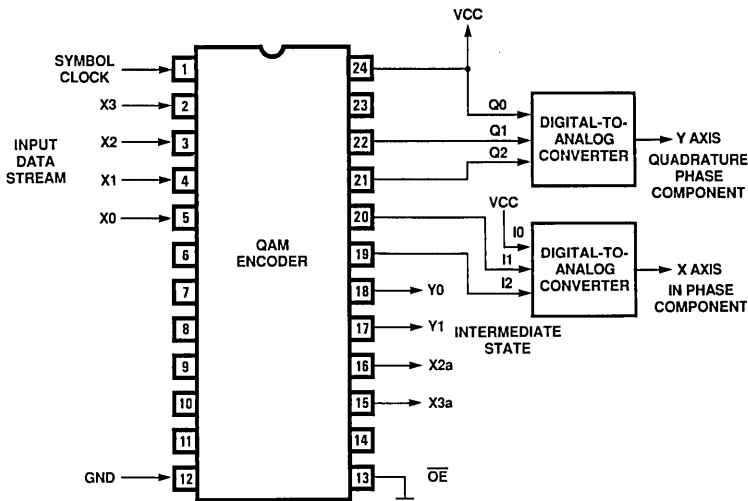 VCC
SYMBOL
CLOCK
1
24
X3
2
23
Q0
DIGITAL-TO-
ANALOG
CONVERTER
Y AXIS
QUADRATURE
PHASE
COMPONENT
INPUT
DATA
STREAM
X2
3
22
Q1
X1
4
21
Q2
X0
5
20
VCC
I0
QAM
ENCODER
6
19
I1
I2
DIGITAL-TO-
ANALOG
CONVERTER
X AXIS
IN PHASE
COMPONENT
7
18
Y0
8
17
Y1
INTERMEDIATE
STATE
9
16
X2a
10
15
X3a
11
14
GND
12
13
OE